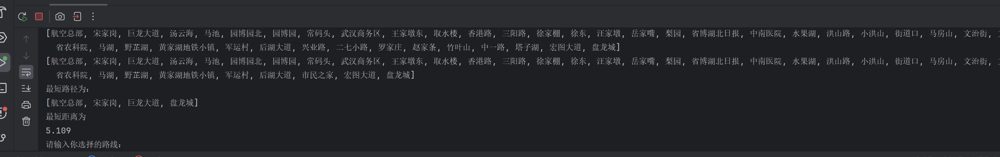 [航空总部, 宋家岗, 巨龙大道, 汤云海, 马池, 园博园北, 园博园, 常码头, 武汉商务区, 王家墩东, 取水楼, 香港路, 三阳路, 徐家棚, 徐东, 汪家墩, 岳家嘴, 梨园, 省博湖北日报, 中南医院, 水果湖, 洪山路, 小洪山, 街道口, 马房山, 文治街,
省农科院, 马湖, 野芷湖, 黄家湖地铁小镇, 军运村, 后湖大道, 兴业路, 二七小路, 罗家庄, 赵家条, 竹叶山, 中一路, 塔子湖, 宏图大道, 盘龙城]
[航空总部, 宋家岗, 巨龙大道, 汤云海, 马池, 园博园北, 园博园, 常码头, 武汉商务区, 王家墩东, 取水楼, 香港路, 三阳路, 徐家棚, 徐东, 汪家墩, 岳家嘴, 梨园, 省博湖北日报, 中南医院, 水果湖, 洪山路, 小洪山, 街道口, 马房山, 文治街,
省农科院, 马湖, 野芷湖, 黄家湖地铁小镇, 军运村, 后湖大道, 市民之家, 宏图大道, 盘龙城]
最短路径为:
[航空总部, 宋家岗, 巨龙大道, 盘龙城]
最短距离为
5.109
请输入你选择的路线: